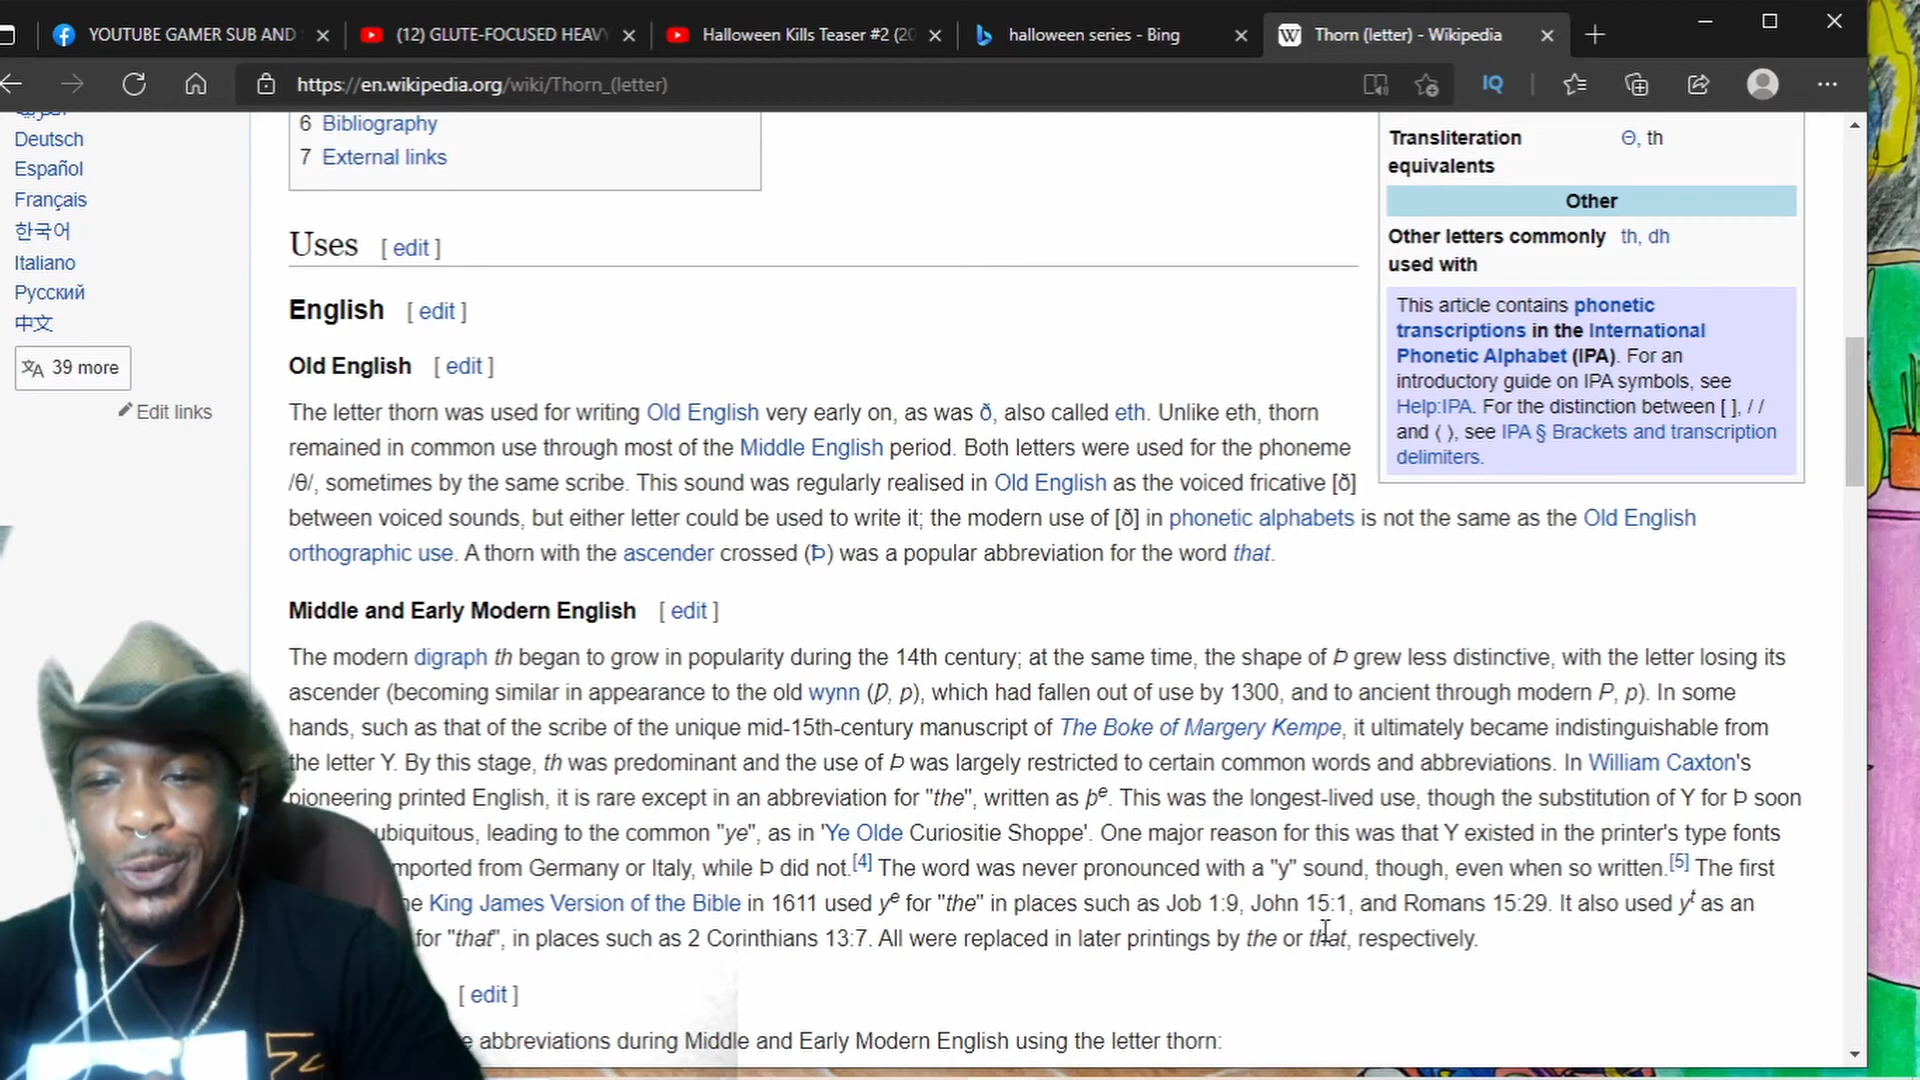 YOUTUBE GAMER SUB AND
(12) GLUTE-FOCUSED HEAVY
Halloween Kills Teaser #2 (20
halloween series - Bing
Thorn (letter) - Wikipedia
https://en.wikipedia.org/wiki/Thorn_(letter)
IQ
Deutsch
Español
Français
한국어
Italiano
Русский
中文
39 more
Edit links
6 Bibliography
7 External links
Uses [ edit ]
English [ edit ]
Old English [ edit ]
The letter thorn was used for writing Old English very early on, as was ð, also called eth. Unlike eth, thorn
remained in common use through most of the Middle English period. Both letters were used for the phoneme
/θ/, sometimes by the same scribe. This sound was regularly realised in Old English as the voiced fricative [ð]
between voiced sounds, but either letter could be used to write it; the modern use of [ð] in phonetic alphabets is not the same as the Old English
orthographic use. A thorn with the ascender crossed (Ꝥ) was a popular abbreviation for the word that.
Middle and Early Modern English [ edit ]
The modern digraph th began to grow in popularity during the 14th century; at the same time, the shape of Þ grew less distinctive, with the letter losing its
ascender (becoming similar in appearance to the old wynn (Ƿ, ƿ), which had fallen out of use by 1300, and to ancient through modern P, p). In some
hands, such as that of the scribe of the unique mid-15th-century manuscript of The Boke of Margery Kempe, it ultimately became indistinguishable from
the letter Y. By this stage, th was predominant and the use of Þ was largely restricted to certain common words and abbreviations. In William Caxton's
pioneering printed English, it is rare except in an abbreviation for "the", written as þe. This was the longest-lived use, though the substitution of Y for Þ soon
ubiquitous, leading to the common "ye", as in 'Ye Olde Curiositie Shoppe'. One major reason for this was that Y existed in the printer's type fonts
mported from Germany or Italy, while Þ did not.[4] The word was never pronounced with a "y" sound, though, even when so written.[5] The first
he King James Version of the Bible in 1611 used ye for "the" in places such as Job 1:9, John 15:1, and Romans 15:29. It also used yt as an
for "that", in places such as 2 Corinthians 13:7. All were replaced in later printings by the or that, respectively.
[ edit ]
e abbreviations during Middle and Early Modern English using the letter thorn:
Transliteration Θ, th
equivalents
Other
Other letters commonly th, dh
used with
This article contains phonetic
transcriptions in the International
Phonetic Alphabet (IPA). For an
introductory guide on IPA symbols, see
Help:IPA. For the distinction between [ ], / /
and ⟨ ⟩, see IPA § Brackets and transcription
delimiters.